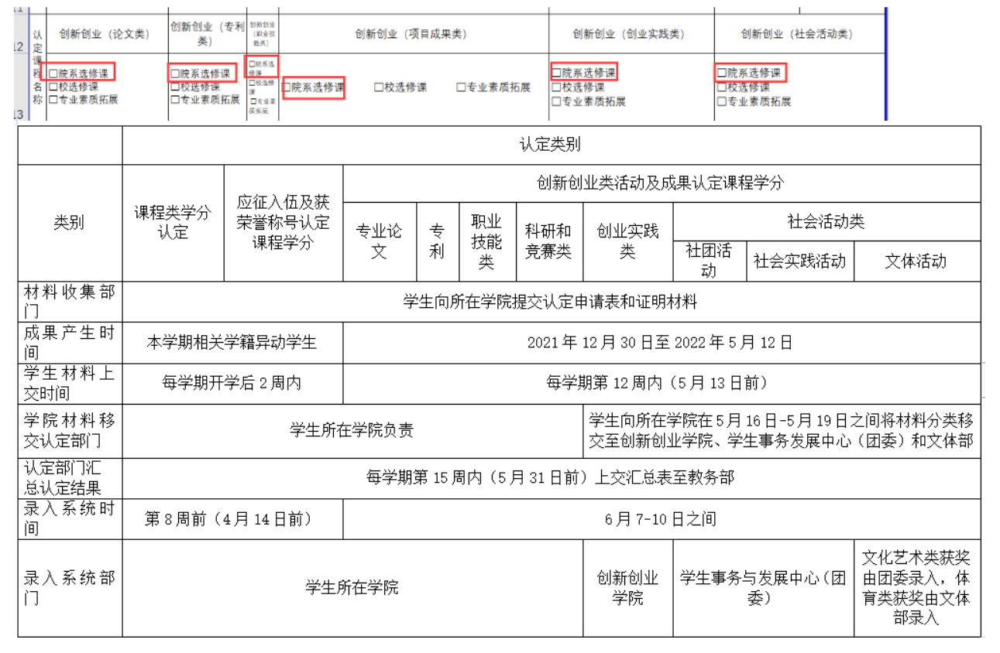 12
认
定
课
程
名
称
创新创业（论文类）
创新创业（专利
类）
创新创业
（职业技
能类）
创新创业（项目成果类）
创新创业（创业实践类）
创新创业（社会活动类）
13
□院系选修课
□校选修课
□专业素质拓展
□院系选修课
□校选修课
□专业素质拓展
□院系选
修课
□校选修
课
□专业素
质拓展
□院系选修课 □校选修课 □专业素质拓展
□院系选修课
□校选修课
□专业素质拓展
□院系选修课
□校选修课
□专业素质拓展
认定类别
类别
课程类学分
认定
应征入伍及获
荣誉称号认定
课程学分
创新创业类活动及成果认定课程学分
专业论
文
专
利
职业
技能
类
科研和
竞赛类
创业实践
类
社会活动类
社团活
动
社会实践活动
文体活动
材料收集部
门
学生向所在学院提交认定申请表和证明材料
成果产生时
间
本学期相关学籍异动学生
2021 年 12 月 30 日至 2022 年 5 月 12 日
学生材料上
交时间
每学期开学后 2 周内
每学期第 12 周内（5 月 13 日前）
学院材料移
交认定部门
学生所在学院负责
学生向所在学院在 5 月 16 日-5 月 19 日之间将材料分类移
交至创新创业学院、学生事务发展中心（团委）和文体部
认定部门汇
总认定结果
每学期第 15 周内（5 月 31 日前）上交汇总表至教务部
录入系统时
间
第 8 周前（4 月 14 日前）
6 月 7-10 日之间
录入系统部
门
学生所在学院
创新创业
学院
学生事务与发展中心（团
委）
文化艺术类获奖
由团委录入，体
育类获奖由文体
部录入